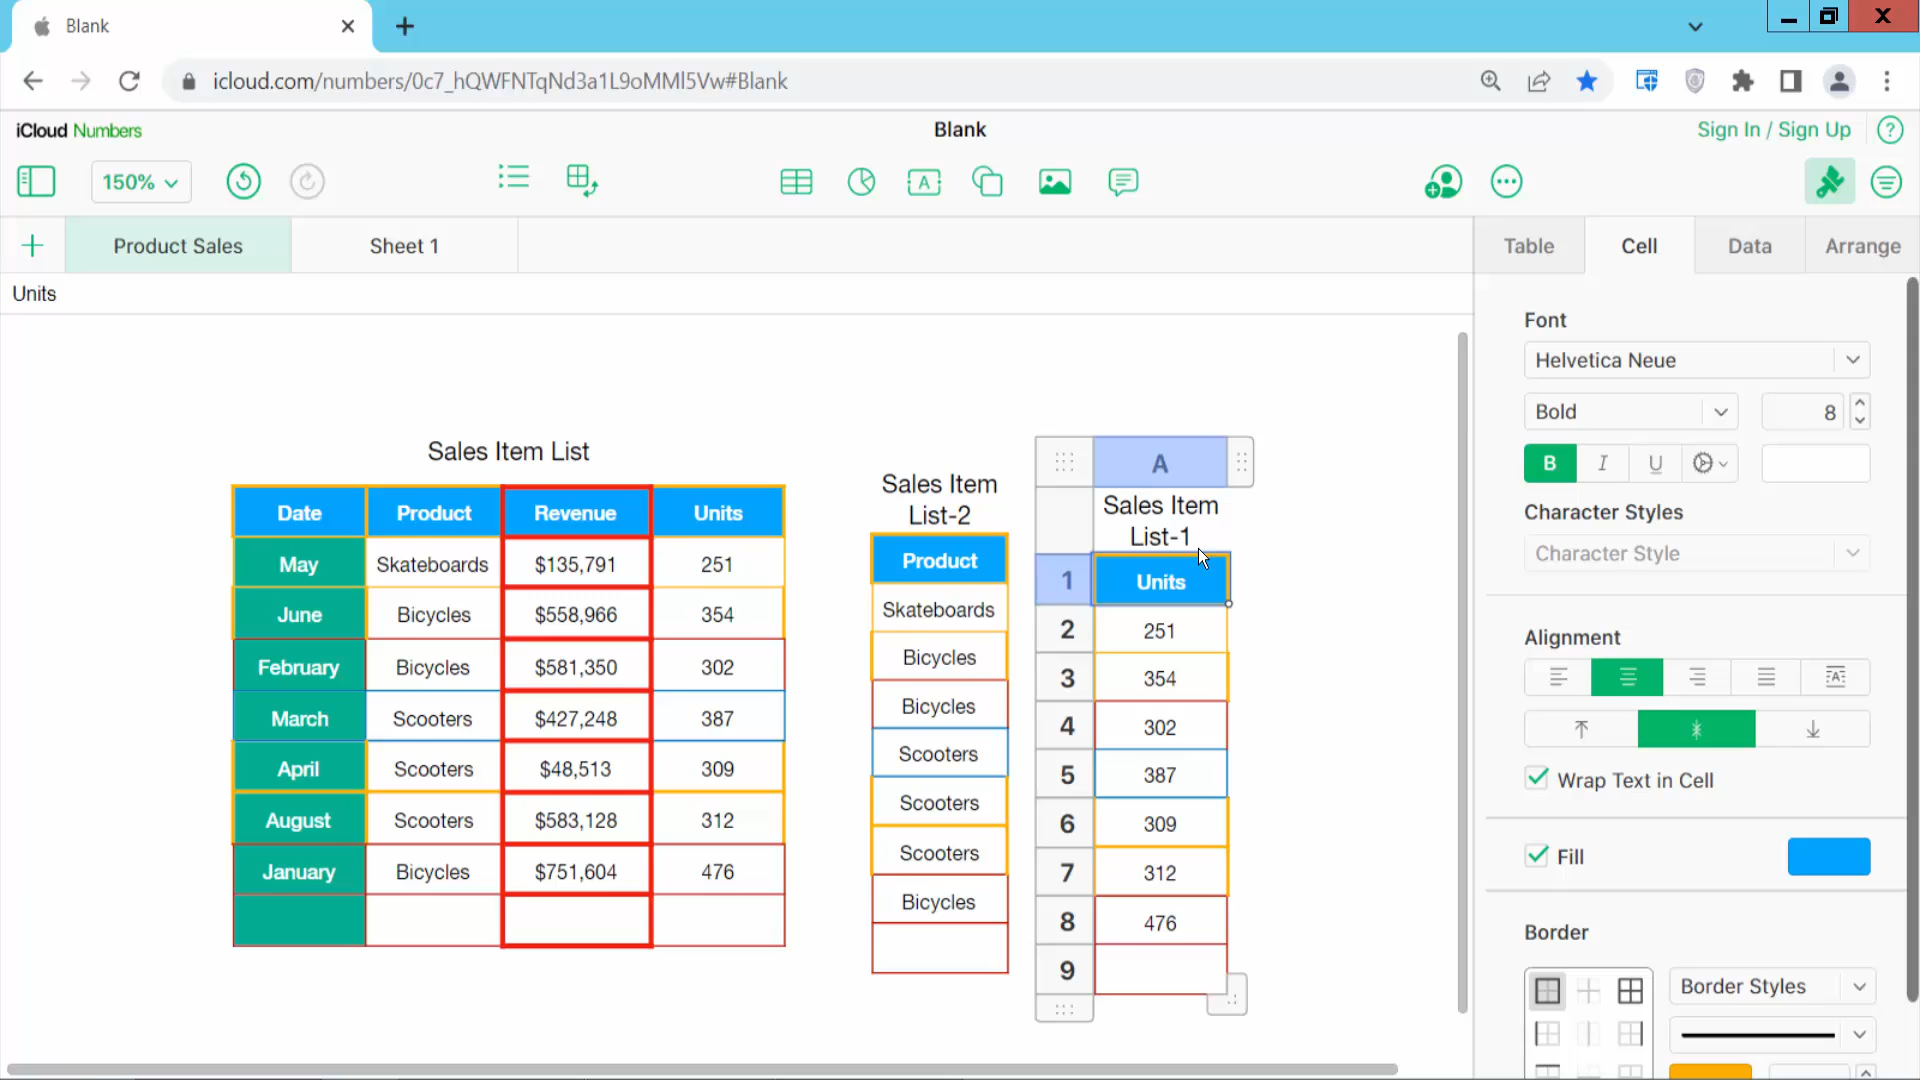 Blank
icloud.com/numbers/0c7_hQWFNTqNd3a1L9oMMl5Vw#Blank
iCloud Numbers
Blank
Sign In / Sign Up
?
150%
A
Product Sales
Sheet 1
Table
Cell
Data
Arrange
Units
Sales Item List
Date Product Revenue Units
May Skateboards $135,791 251
June Bicycles $558,966 354
February Bicycles $581,350 302
March Scooters $427,248 387
April Scooters $48,513 309
August Scooters $583,128 312
January Bicycles $751,604 476
Sales Item
List-2
Product
Skateboards
Bicycles
Bicycles
Scooters
Scooters
Scooters
Bicycles
A
Sales Item
List-1
1 Units
2 251
3 354
4 302
5 387
6 309
7 312
8 476
9
Font
Helvetica Neue
Bold
8
B I U
Character Styles
Character Style
Alignment
A
Wrap Text in Cell
Fill
Border
Border Styles